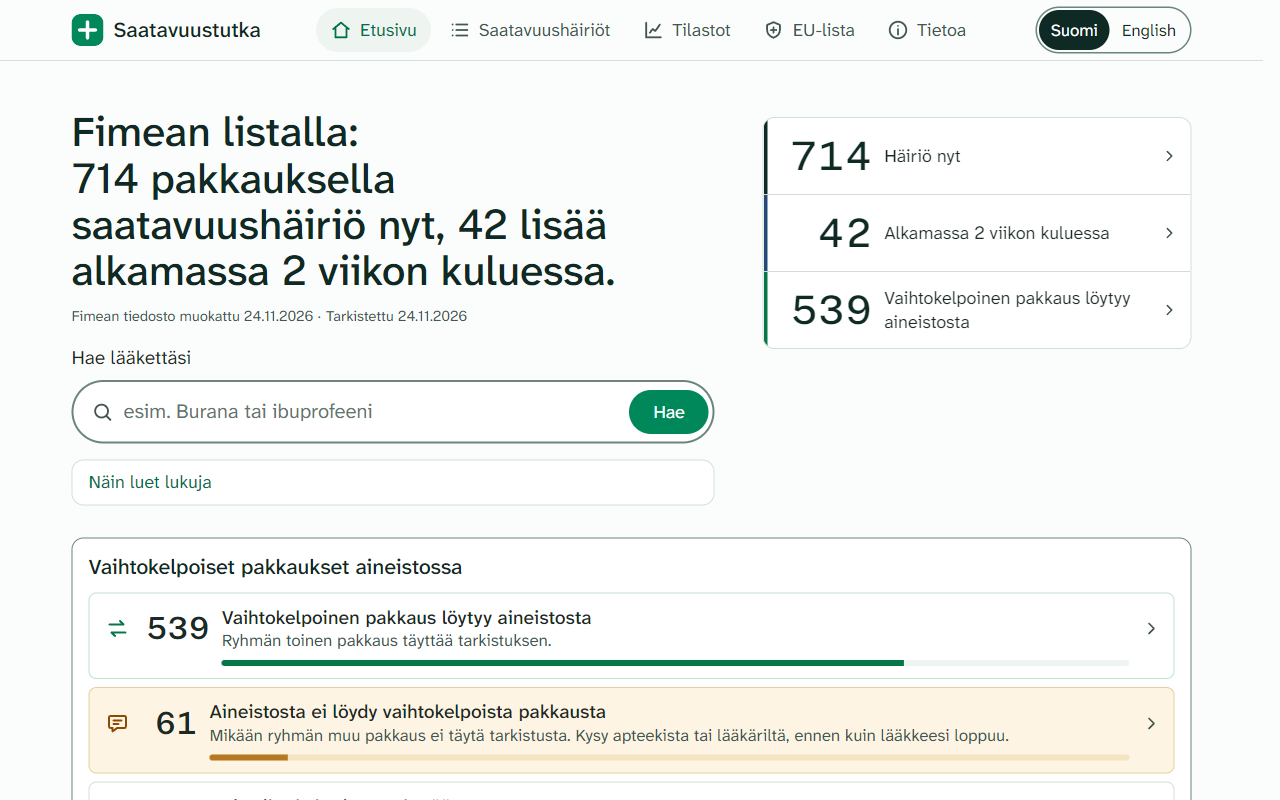 Saatavuustutka
Etusivu
Saatavuushäiriöt
Tilastot
EU-lista
Tietoa
Suomi
English
Fimean listalla:
714 pakkauksella
saatavuushäiriö nyt, 42 lisää
alkamassa 2 viikon kuluessa.
Fimean tiedosto muokattu 24.11.2026 · Tarkistettu 24.11.2026
Hae lääkettäsi
esim. Burana tai ibuprofeeni
Hae
Näin luet lukuja
714 Häiriö nyt
42 Alkamassa 2 viikon kuluessa
539 Vaihtokelpoinen pakkaus löytyy
aineistosta
Vaihtokelpoiset pakkaukset aineistossa
539 Vaihtokelpoinen pakkaus löytyy aineistosta
Ryhmän toinen pakkaus täyttää tarkistuksen.
61 Aineistosta ei löydy vaihtokelpoista pakkausta
Mikään ryhmän muu pakkaus ei täytä tarkistusta. Kysy apteekista tai lääkäriltä, ennen kuin lääkkeesi loppuu.